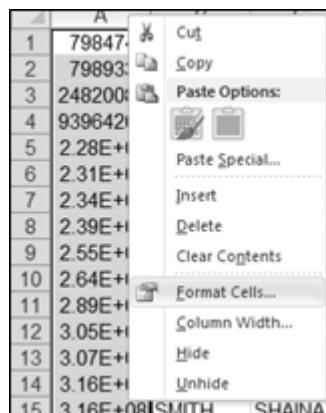 A
1 79847
2 79893
3 2482008
4 939642
5 2.28E+
6 2.31E+
7 2.34E+
8 2.39E+
9 2.55E+
10 2.64E+
11 2.89E+
12 3.05E+
13 3.07E+
14 3.16E+
15 3.16E+08 SMITH SHAINA
Cut
Copy
Paste Options:
Paste Special...
Insert
Delete
Clear Contents
Format Cells...
Column Width...
Hide
Unhide